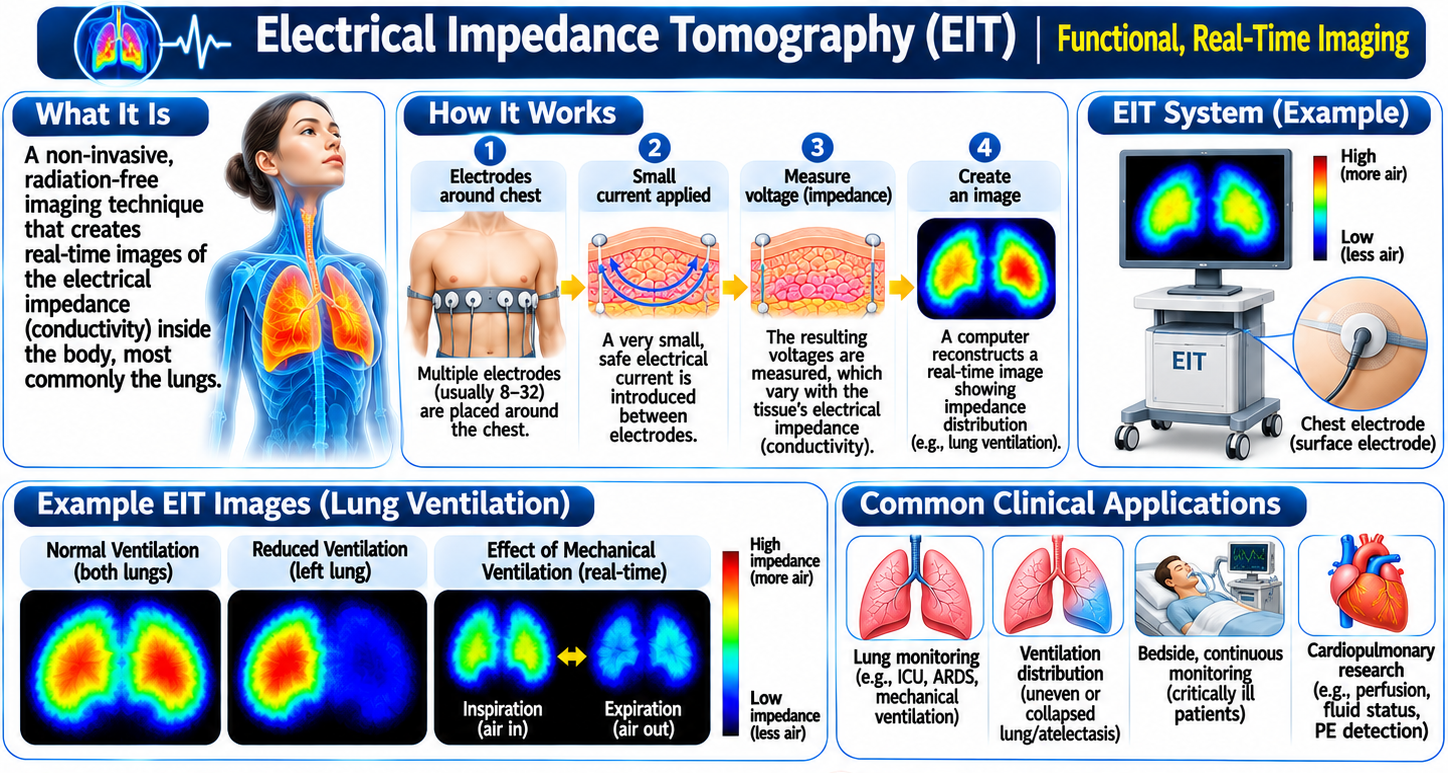 Electrical Impedance Tomography (EIT)
Functional, Real-Time Imaging
What It Is
A non-invasive,
radiation-free
imaging technique
that creates
real-time images of
the electrical
impedance
(conductivity) inside
the body, most
commonly the lungs.
How It Works
1
Electrodes
around chest
Multiple electrodes
(usually 8–32)
are placed around
the chest.
2
Small
current applied
A very small,
safe electrical
current is
introduced
between
electrodes.
3
Measure
voltage (impedance)
The resulting
voltages are
measured, which
vary with the
tissue's electrical
impedance
(conductivity).
4
Create
an image
A computer
reconstructs a
real-time image
showing
impedance
distribution
(e.g., lung ventilation).
EIT System (Example)
High
(more air)
Low
(less air)
EIT
Chest electrode
(surface electrode)
Example EIT Images (Lung Ventilation)
Normal Ventilation
(both lungs)
Reduced Ventilation
(left lung)
Effect of Mechanical
Ventilation (real-time)
Inspiration
(air in)
Expiration
(air out)
High
impedance
(more air)
Low
impedance
(less air)
Common Clinical Applications
Lung monitoring
(e.g., ICU, ARDS,
mechanical
ventilation)
Ventilation
distribution
(uneven or
collapsed
lung/atelectasis)
Bedside, continuous
monitoring
(critically ill
patients)
Cardiopulmonary
research
(e.g., perfusion,
fluid status,
PE detection)